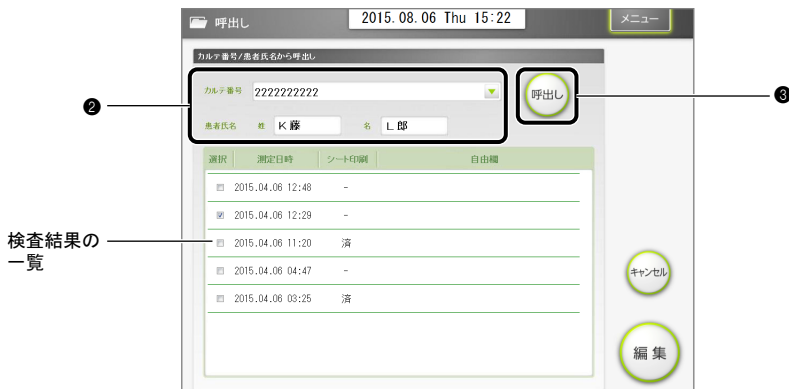 呼出し 2015.08.06 Thu 15:22 メニュー
カルテ番号/患者氏名から呼出し
カルテ番号 2222222222 呼出し
❷ ❸
患者氏名 姓 K藤 名 L郎
選択 測定日時 シート印刷 自由欄
2015.04.06 12:48 -
2015.04.06 12:29 -
検査結果の
一覧
2015.04.06 11:20 済
2015.04.06 04:47 -
2015.04.06 03:25 済
キャンセル
編集